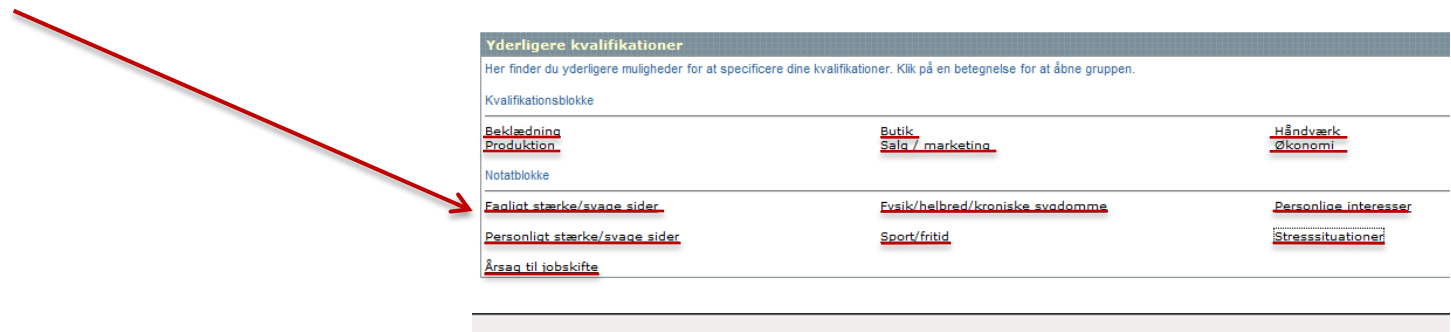 Yderligere kvalifikationer
Her finder du yderligere muligheder for at specificere dine kvalifikationer. Klik på en betegnelse for at åbne gruppen.
Kvalifikationsblokke
Beklædning Butik Håndværk
Produktion Salg / marketing Økonomi
Notatblokke
Fagligt stærke/svage sider Fysik/helbred/kroniske sygdomme Personlige interesser
Personligt stærke/svage sider Sport/fritid Stresssituationer
Årsag til jobskifte